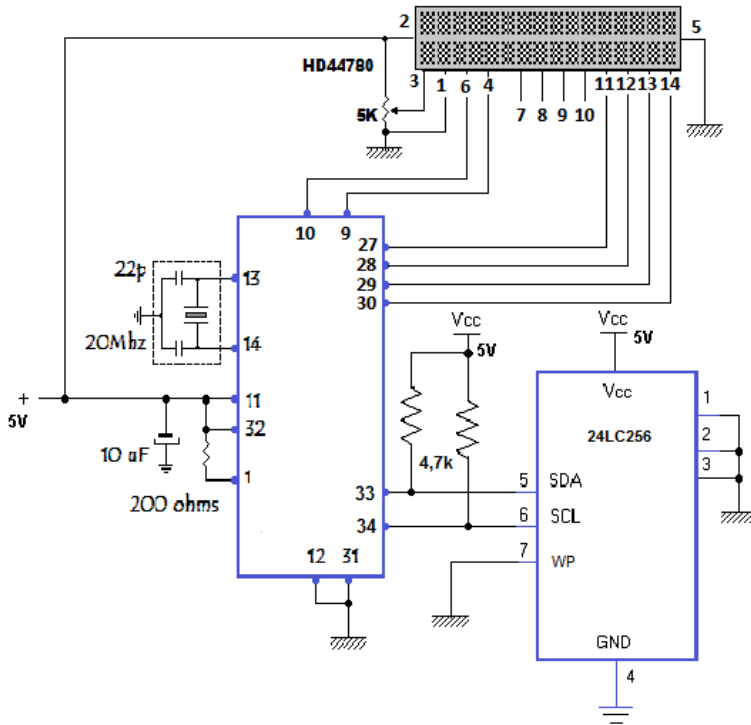 2
5
HD44780
3 1 6 4 7 8 9 10 11 12 13 14
5K
10 9
27
28
29
30
22p
13
20Mhz
14
Vcc
5V
Vcc
5V
+
5V
11
32
10 uF
1
200 ohms
4,7k
Vcc
24LC256
1
2
3
33
5 SDA
34
6 SCL
7 WP
12 31
GND
4